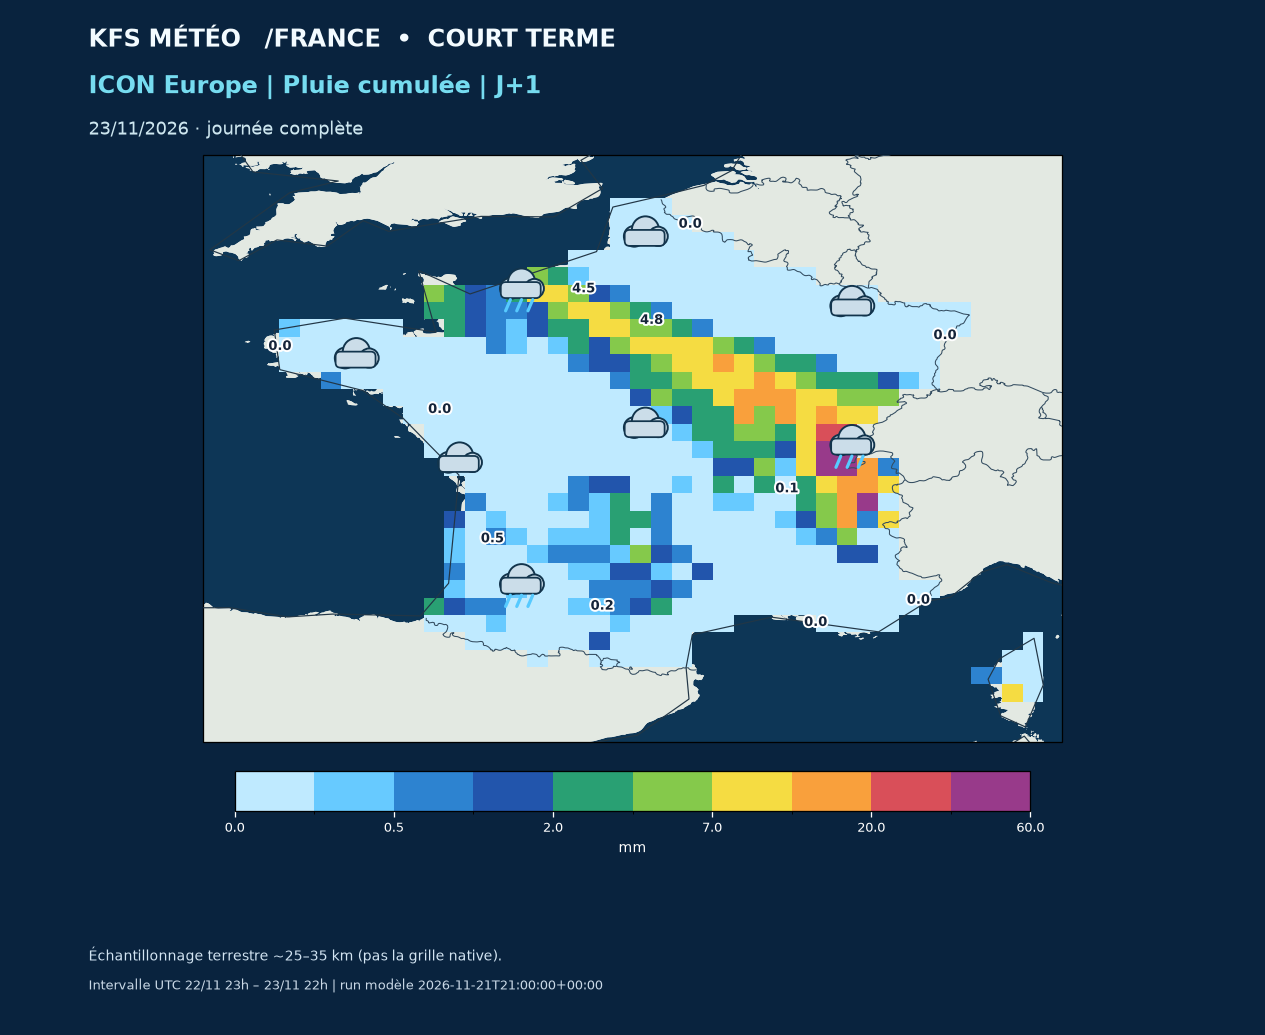 KFS MÉTÉO /FRANCE • COURT TERME
ICON Europe | Pluie cumulée | J+1
23/11/2026 · journée complète
0.0
4.5
4.8
0.0
0.0
0.0
0.1
0.5
0.2
0.0
0.0
0.0 0.5 2.0 7.0 20.0 60.0
mm
Échantillonnage terrestre ~25–35 km (pas la grille native).
Intervalle UTC 22/11 23h – 23/11 22h | run modèle 2026-11-21T21:00:00+00:00